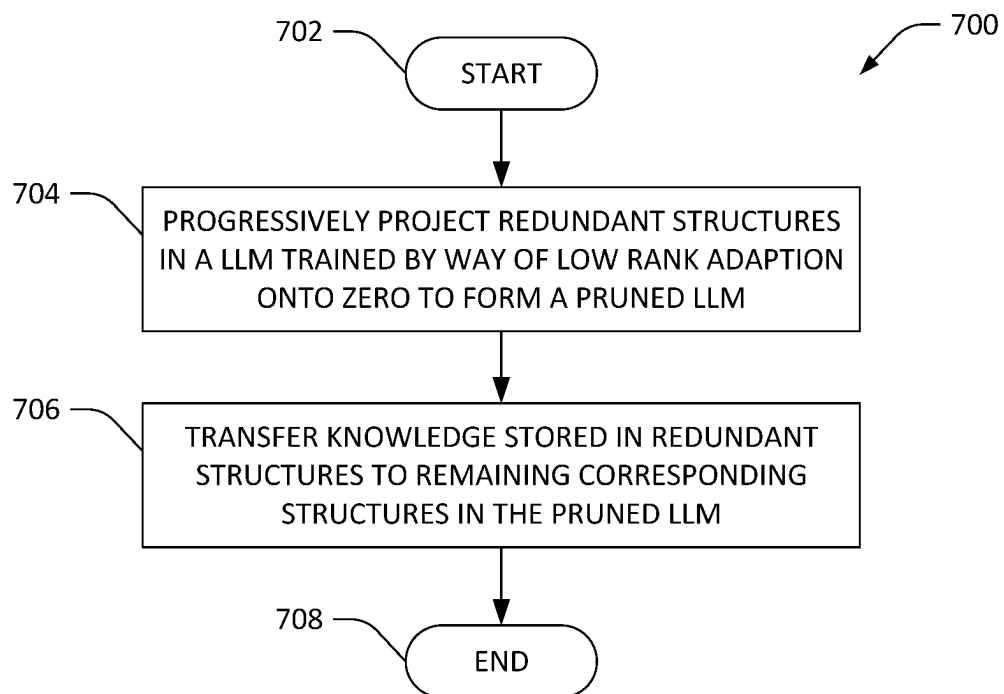 700
702
START
704
PROGRESSIVELY PROJECT REDUNDANT STRUCTURES
IN A LLM TRAINED BY WAY OF LOW RANK ADAPTION
ONTO ZERO TO FORM A PRUNED LLM
706
TRANSFER KNOWLEDGE STORED IN REDUNDANT
STRUCTURES TO REMAINING CORRESPONDING
STRUCTURES IN THE PRUNED LLM
708
END